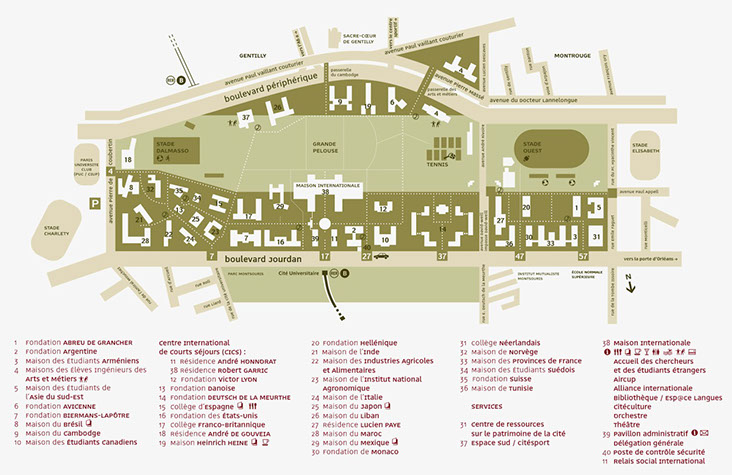 GENTILLY
SACRÉ-CŒUR
DE GENTILLY
MONTROUGE
avenue Paul Vaillant Couturier
avenue Paul Vaillant Couturier
boulevard périphérique
passerelle
du cambodge
passerelle des
arts et métiers
avenue Pierre Massé
avenue du Docteur Lannelongue
avenue Pierre de Coubertin
STADE
DALMASSO
GRANDE
PELOUSE
TENNIS
STADE
OUEST
STADE
ELISABETH
PARIS
UNIVERSITÉ
CLUB
(PUC / CSIUP)
MAISON INTERNATIONALE
38
avenue Paul Appell
STADE
CHARLETY
P
boulevard Jourdan
vers la porte d'Orléans
PARC MONTSOURIS
Cité Universitaire
RER B
INSTITUT MUTUALISTE
MONTSOURIS
ÉCOLE NORMALE
SUPÉRIEURE
N
1 Fondation ABREU DE GRANCHER
2 Fondation Argentine
3 Maison des Étudiants Arméniens
4 Maisons des Élèves Ingénieurs des
Arts et Métiers
5 Maison des Étudiants de
l'Asie du sud-est
6 Fondation AVICENNE
7 Fondation BIERMANS-LAPÔTRE
8 Maison du Brésil
9 Maison du Cambodge
10 Maison des Étudiants canadiens
Centre International
de courts séjours (CICS) :
11 Résidence André HONNORAT
38 Résidence Robert GARRIC
12 Fondation Victor LYON
13 Fondation Danoise
14 Fondation DEUTSCH DE LA MEURTHE
15 collège d'Espagne
16 Fondation des États-unis
17 collège Franco-Britannique
18 Résidence André DE GOUVEIA
19 Maison Heinrich HEINE
20 Fondation Hellénique
21 Maison de l'Inde
22 Maison des Industries Agricoles
et Alimentaires
23 Maison de l'Institut National
Agronomique
24 Maison de l'Italie
25 Maison du Japon
26 Maison du Liban
27 Résidence Lucien PAYE
28 Maison du Maroc
29 Maison du Mexique
30 Fondation de MONACO
31 collège Néerlandais
32 Maison de Norvège
33 Maison des Provinces de France
34 Maison des Étudiants Suédois
35 Fondation Suisse
36 Maison de Tunisie
SERVICES
31 centre de ressources
sur le patrimoine de la cité
37 espace sud / citésport
38 Maison Internationale
Accueil des chercheurs
et des étudiants étrangers
Aircup
Alliance internationale
Bibliothèque / Esp@ce Langues
citéculture
orchestre
Théâtre
39 Pavillon administratif
délégation générale
40 Poste de contrôle sécurité
11 Relais social International